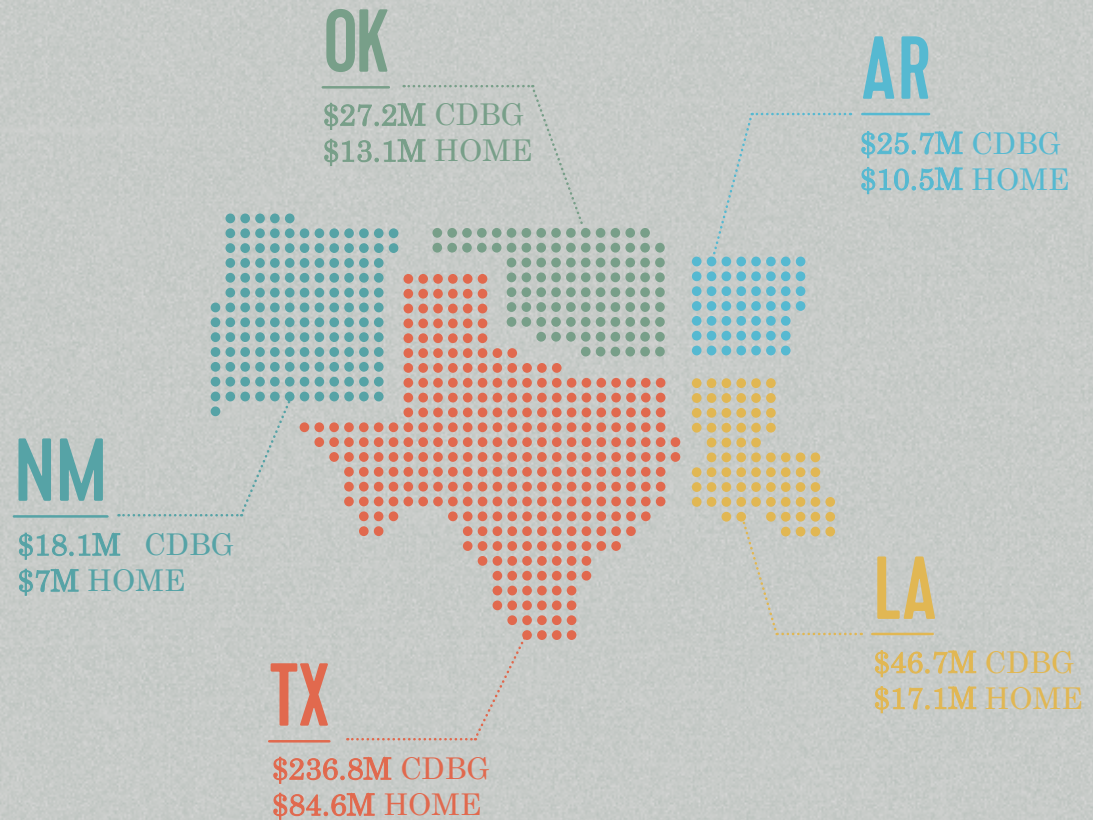 OK
$27.2M CDBG
$13.1M HOME
AR
$25.7M CDBG
$10.5M HOME
NM
$18.1M CDBG
$7M HOME
LA
$46.7M CDBG
$17.1M HOME
TX
$236.8M CDBG
$84.6M HOME